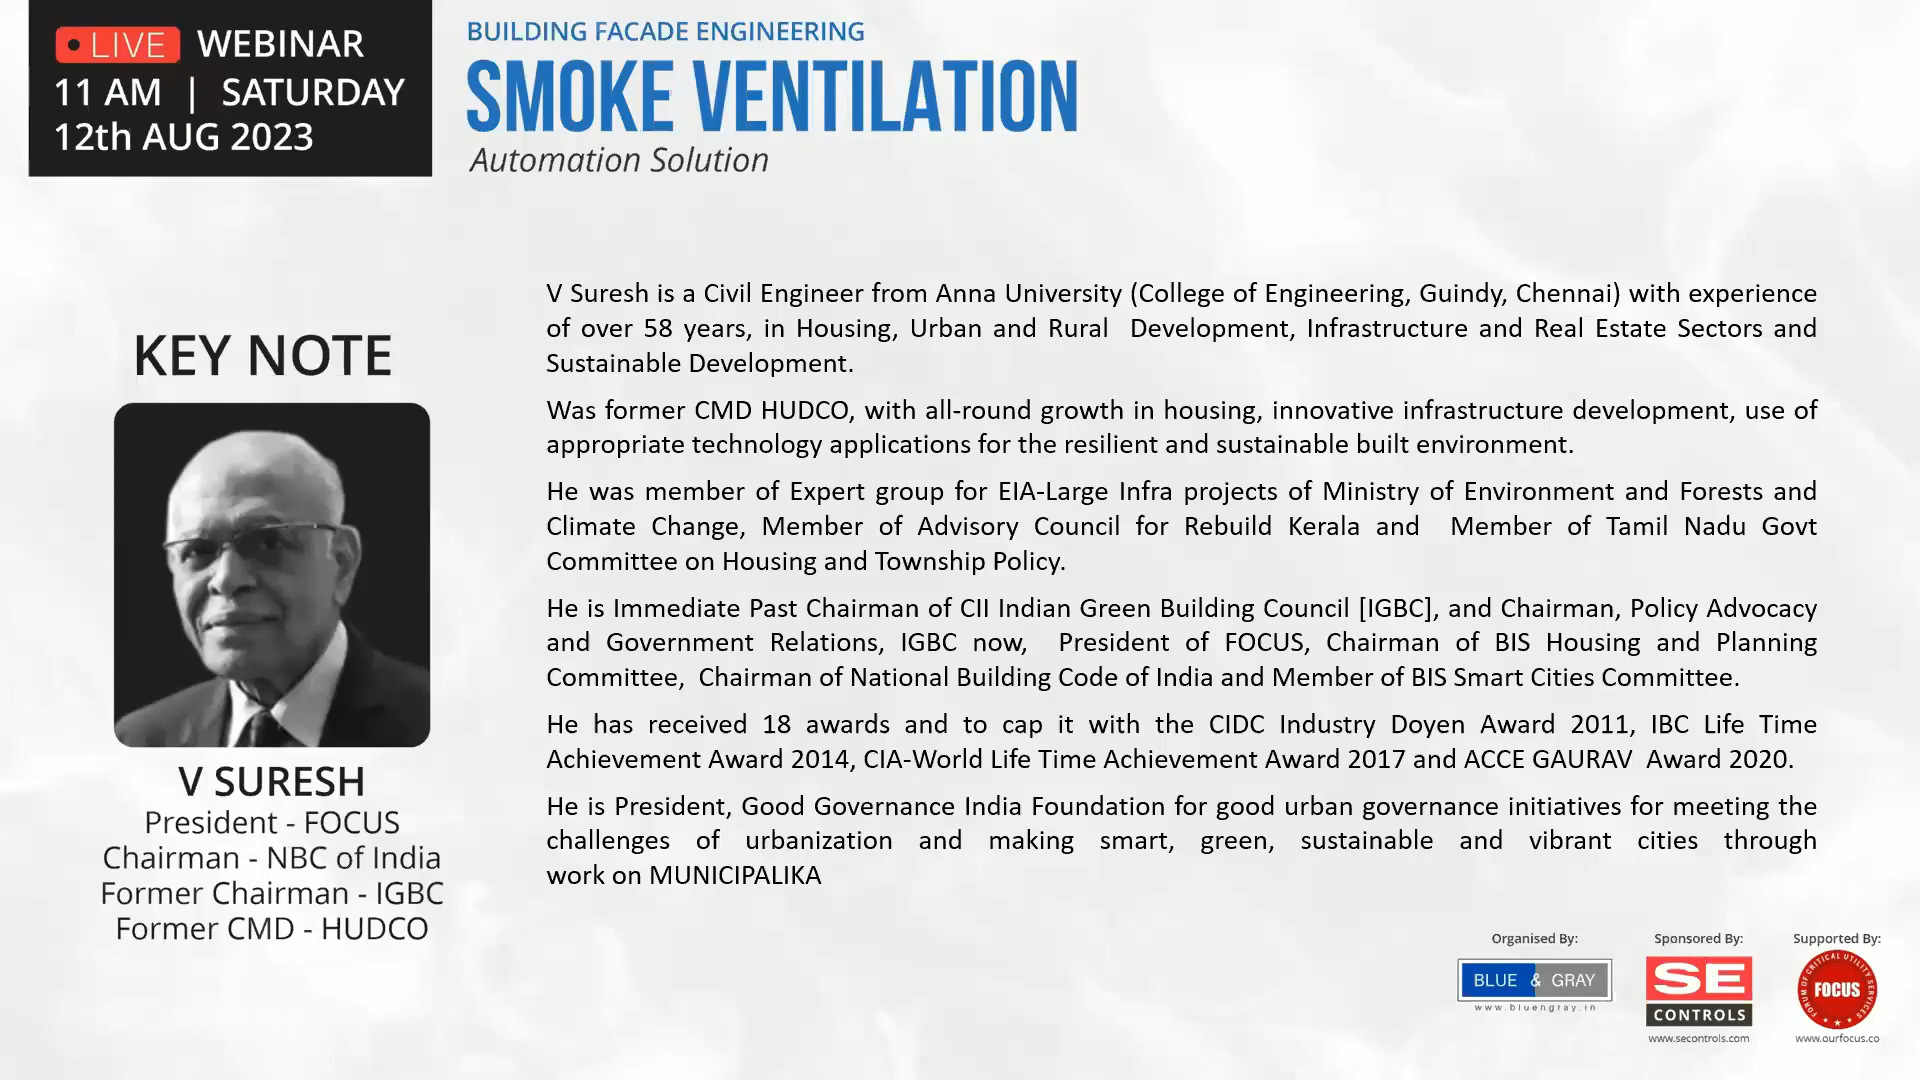 LIVE WEBINAR
11 AM | SATURDAY
12th AUG 2023
BUILDING FACADE ENGINEERING
SMOKE VENTILATION
Automation Solution
KEY NOTE
V SURESH
President - FOCUS
Chairman - NBC of India
Former Chairman - IGBC
Former CMD - HUDCO
V Suresh is a Civil Engineer from Anna University (College of Engineering, Guindy, Chennai) with experience
of over 58 years, in Housing, Urban and Rural Development, Infrastructure and Real Estate Sectors and
Sustainable Development.
Was former CMD HUDCO, with all-round growth in housing, innovative infrastructure development, use of
appropriate technology applications for the resilient and sustainable built environment.
He was member of Expert group for EIA-Large Infra projects of Ministry of Environment and Forests and
Climate Change, Member of Advisory Council for Rebuild Kerala and Member of Tamil Nadu Govt
Committee on Housing and Township Policy.
He is Immediate Past Chairman of CII Indian Green Building Council [IGBC], and Chairman, Policy Advocacy
and Government Relations, IGBC now, President of FOCUS, Chairman of BIS Housing and Planning
Committee, Chairman of National Building Code of India and Member of BIS Smart Cities Committee.
He has received 18 awards and to cap it with the CIDC Industry Doyen Award 2011, IBC Life Time
Achievement Award 2014, CIA-World Life Time Achievement Award 2017 and ACCE GAURAV Award 2020.
He is President, Good Governance India Foundation for good urban governance initiatives for meeting the
challenges of urbanization and making smart, green, sustainable and vibrant cities through
work on MUNICIPALIKA
Organised By:
BLUE & GRAY
www.bluengray.in
Sponsored By:
SE
CONTROLS
www.secontrols.com
Supported By:
FORUM OF CRITICAL UTILITY SERVICES
FOCUS
www.ourfocus.co